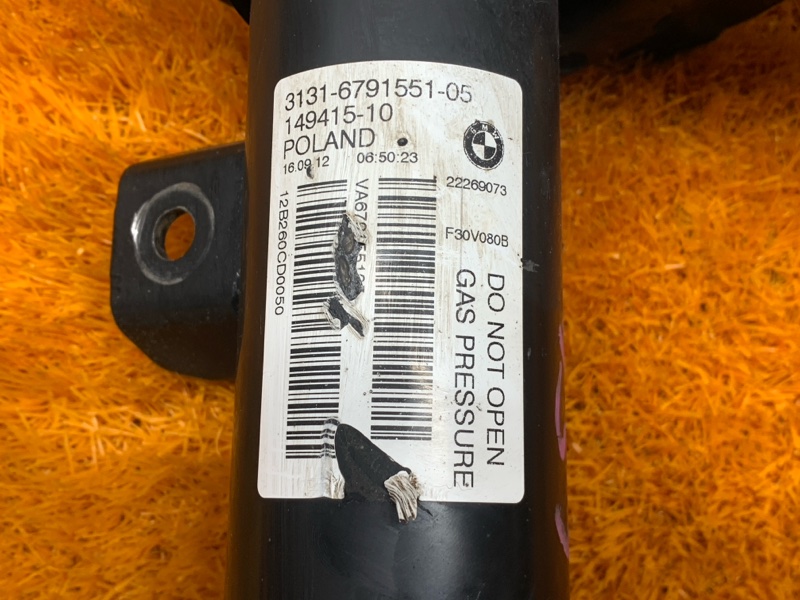 3131-6791551-05
149415-10
POLAND
16.09.12 06:50:23
BMW
22269073
F30V080B
12B260CD0050
DO NOT OPEN
GAS PRESSURE